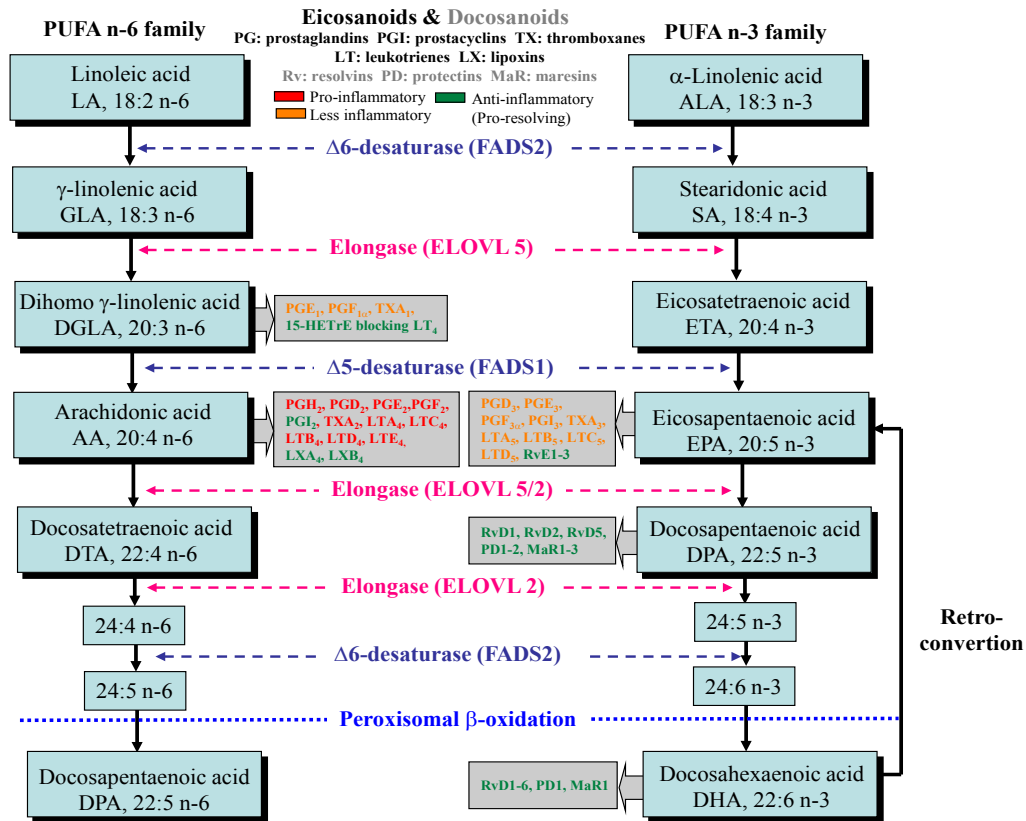 Eicosanoids & Docosanoids
PUFA n-6 family
PUFA n-3 family
PG: prostaglandins PGI: prostacyclins TX: thromboxanes
LT: leukotrienes LX: lipoxins
Rv: resolvins PD: protectins MaR: maresins
Pro-inflammatory
Anti-inflammatory
Less inflammatory
(Pro-resolving)
Linoleic acid
LA, 18:2 n-6
α-Linolenic acid
ALA, 18:3 n-3
Δ6-desaturase (FADS2)
γ-linolenic acid
GLA, 18:3 n-6
Stearidonic acid
SA, 18:4 n-3
Elongase (ELOVL 5)
Dihomo γ-linolenic acid
DGLA, 20:3 n-6
PGE₁, PGF₁α, TXA₁,
15-HETrE blocking LT₄
Eicosatetraenoic acid
ETA, 20:4 n-3
Δ5-desaturase (FADS1)
Arachidonic acid
AA, 20:4 n-6
PGH₂, PGD₂, PGE₂,PGF₂,
PGI₂, TXA₂, LTA₄, LTC₄,
LTB₄, LTD₄, LTE₄,
LXA₄, LXB₄
PGD₃, PGE₃,
PGF₃α, PGI₃, TXA₃,
LTA₅, LTB₅, LTC₅,
LTD₅, RvE1-3
Eicosapentaenoic acid
EPA, 20:5 n-3
Elongase (ELOVL 5/2)
Docosatetraenoic acid
DTA, 22:4 n-6
RvD1, RvD2, RvD5,
PD1-2, MaR1-3
Docosapentaenoic acid
DPA, 22:5 n-3
Elongase (ELOVL 2)
24:4 n-6
24:5 n-3
Retro-
convertion
Δ6-desaturase (FADS2)
24:5 n-6
24:6 n-3
Peroxisomal β-oxidation
Docosapentaenoic acid
DPA, 22:5 n-6
RvD1-6, PD1, MaR1
Docosahexaenoic acid
DHA, 22:6 n-3